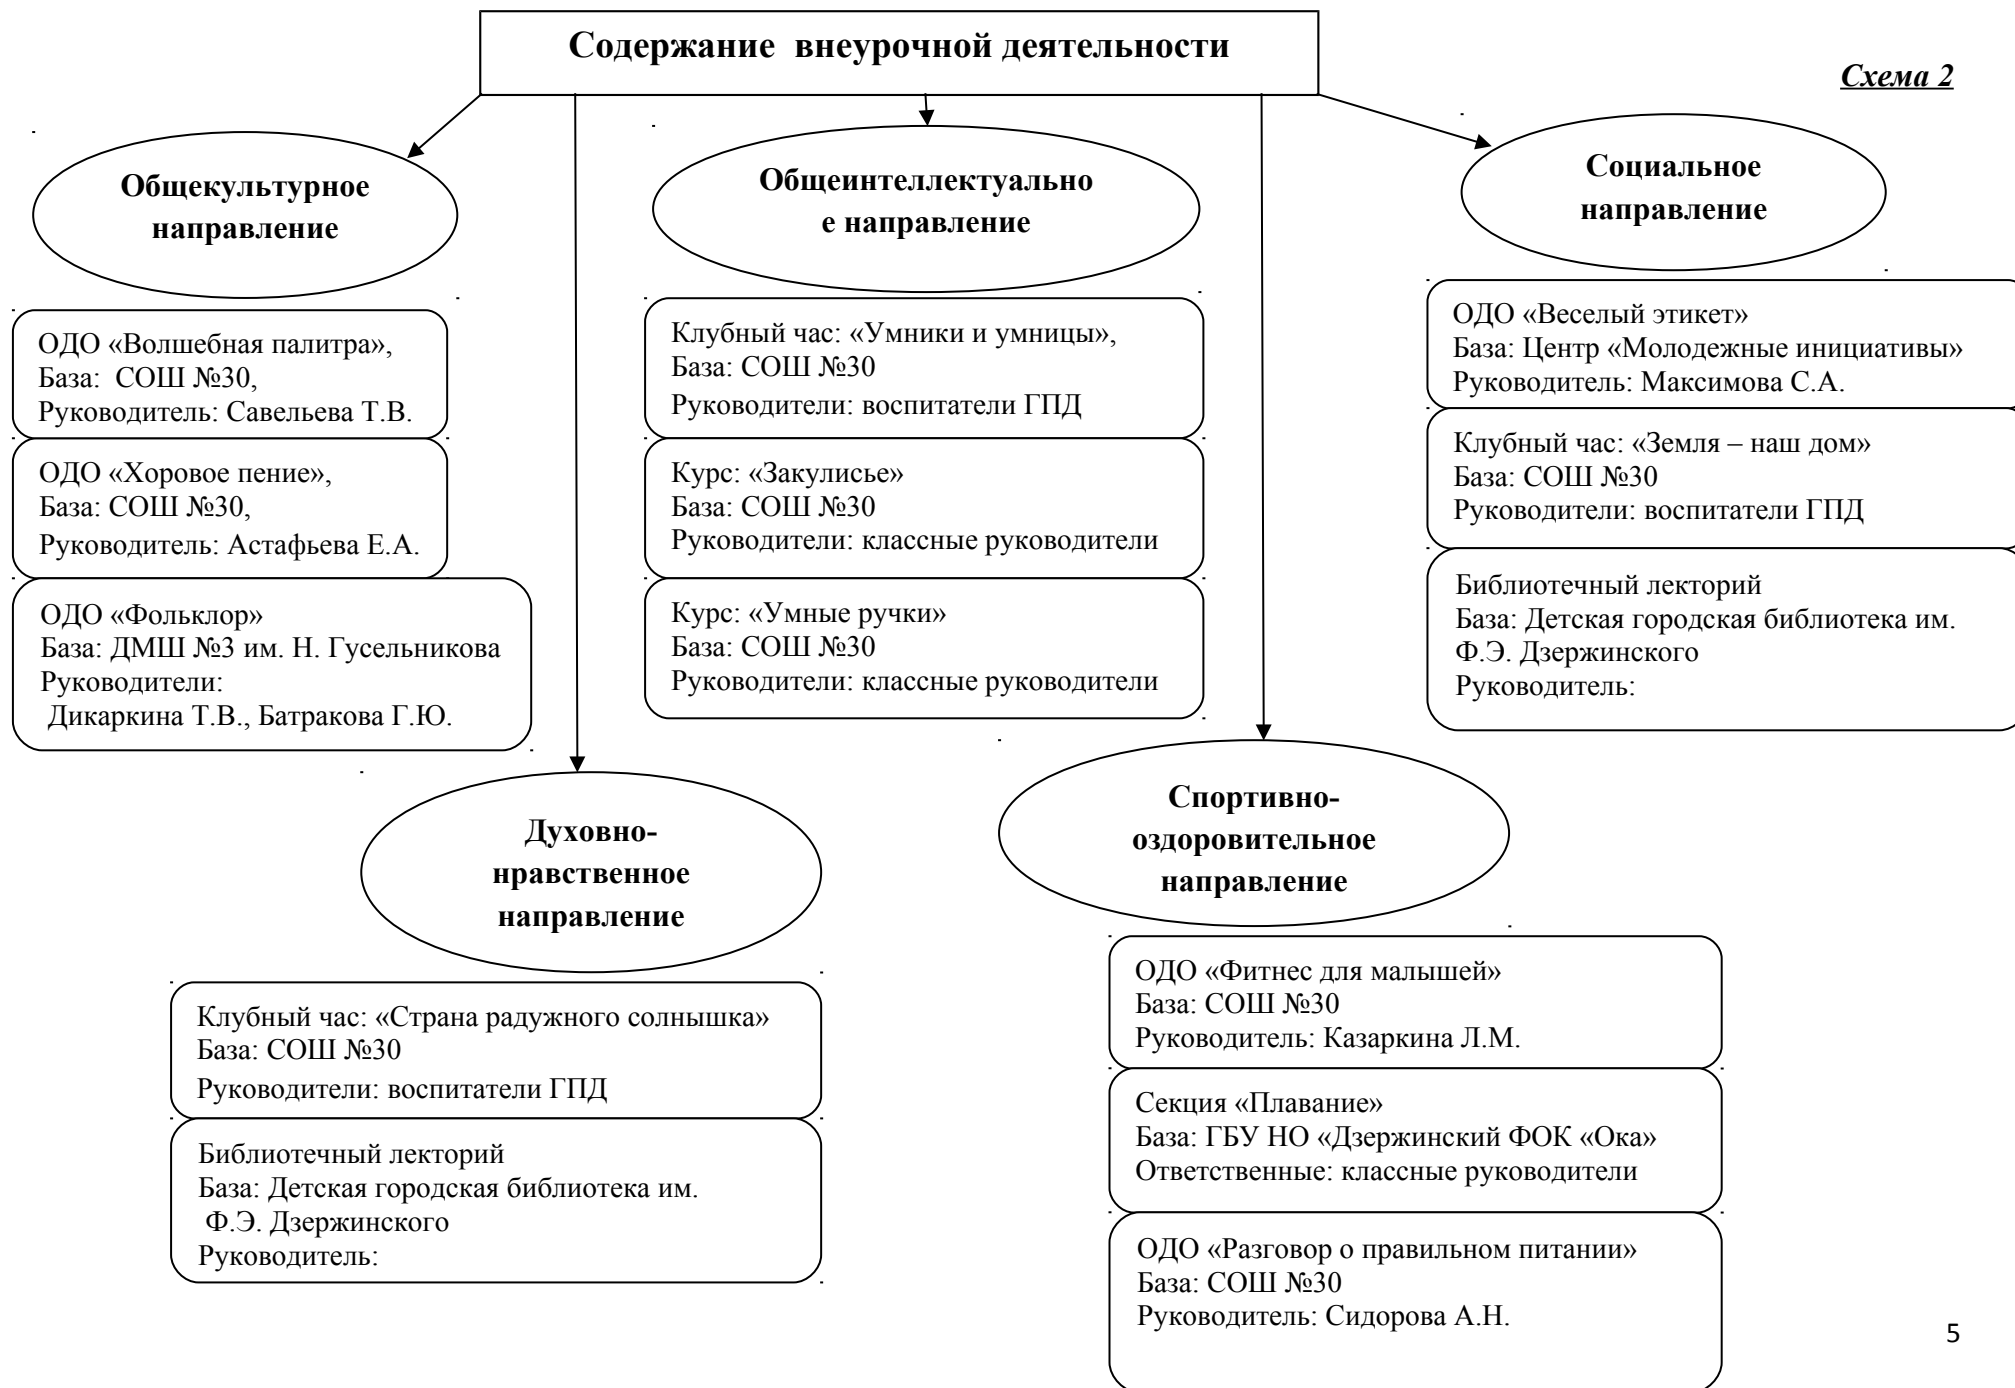 Содержание внеурочной деятельности
Схема 2
Общекультурное
направление
ОДО «Волшебная палитра»,
База: СОШ №30,
Руководитель: Савельева Т.В.
ОДО «Хоровое пение»,
База: СОШ №30,
Руководитель: Астафьева Е.А.
ОДО «Фольклор»
База: ДМШ №3 им. Н. Гусельникова
Руководители:
Дикаркина Т.В., Батракова Г.Ю.
Общеинтеллектуально
е направление
Клубный час: «Умники и умницы»,
База: СОШ №30
Руководители: воспитатели ГПД
Курс: «Закулисье»
База: СОШ №30
Руководители: классные руководители
Курс: «Умные ручки»
База: СОШ №30
Руководители: классные руководители
Социальное
направление
ОДО «Веселый этикет»
База: Центр «Молодежные инициативы»
Руководитель: Максимова С.А.
Клубный час: «Земля – наш дом»
База: СОШ №30
Руководители: воспитатели ГПД
Библиотечный лекторий
База: Детская городская библиотека им.
Ф.Э. Дзержинского
Руководитель:
Духовно-
нравственное
направление
Клубный час: «Страна радужного солнышка»
База: СОШ №30
Руководители: воспитатели ГПД
Библиотечный лекторий
База: Детская городская библиотека им.
Ф.Э. Дзержинского
Руководитель:
Спортивно-
оздоровительное
направление
ОДО «Фитнес для малышей»
База: СОШ №30
Руководитель: Казаркина Л.М.
Секция «Плавание»
База: ГБУ НО «Дзержинский ФОК «Ока»
Ответственные: классные руководители
ОДО «Разговор о правильном питании»
База: СОШ №30
Руководитель: Сидорова А.Н.
5